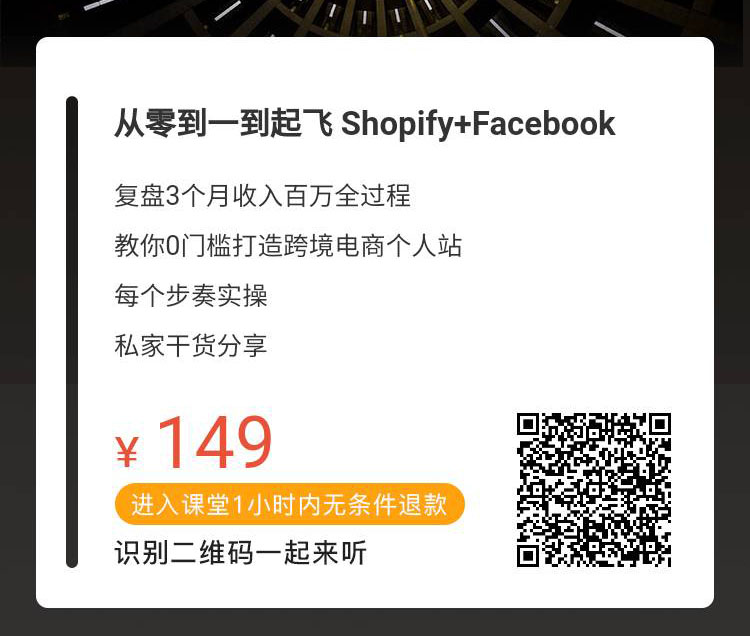 从零到一到起飞 Shopify+Facebook
复盘3个月收入百万全过程
教你0门槛打造跨境电商个人站
每个步奏实操
私家干货分享
¥ 149
进入课堂1小时内无条件退款
识别二维码一起来听